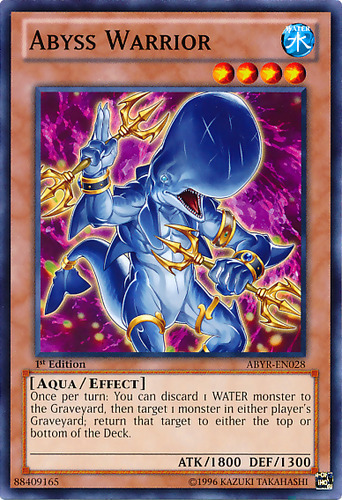 ABYSS WARRIOR
WATER
水
1st Edition
ABYR-EN028
[AQUA / EFFECT]
Once per turn: You can discard 1 WATER monster to
the Graveyard, then target 1 monster in either player's
Graveyard; return that target to either the top or
bottom of the Deck.
ATK/1800 DEF/1300
88409165
©1996 KAZUKI TAKAHASHI